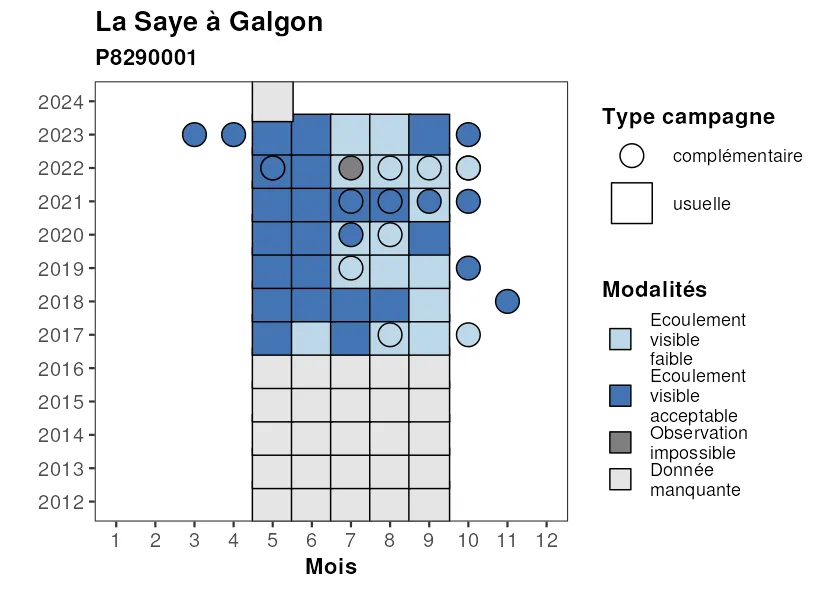 La Saye à Galgon
P8290001
2024
2023
2022
2021
2020
2019
2018
2017
2016
2015
2014
2013
2012
1 2 3 4 5 6 7 8 9 10 11 12
Mois
Type campagne
complémentaire
usuelle
Modalités
Ecoulement
visible
faible
Ecoulement
visible
acceptable
Observation
impossible
Donnée
manquante